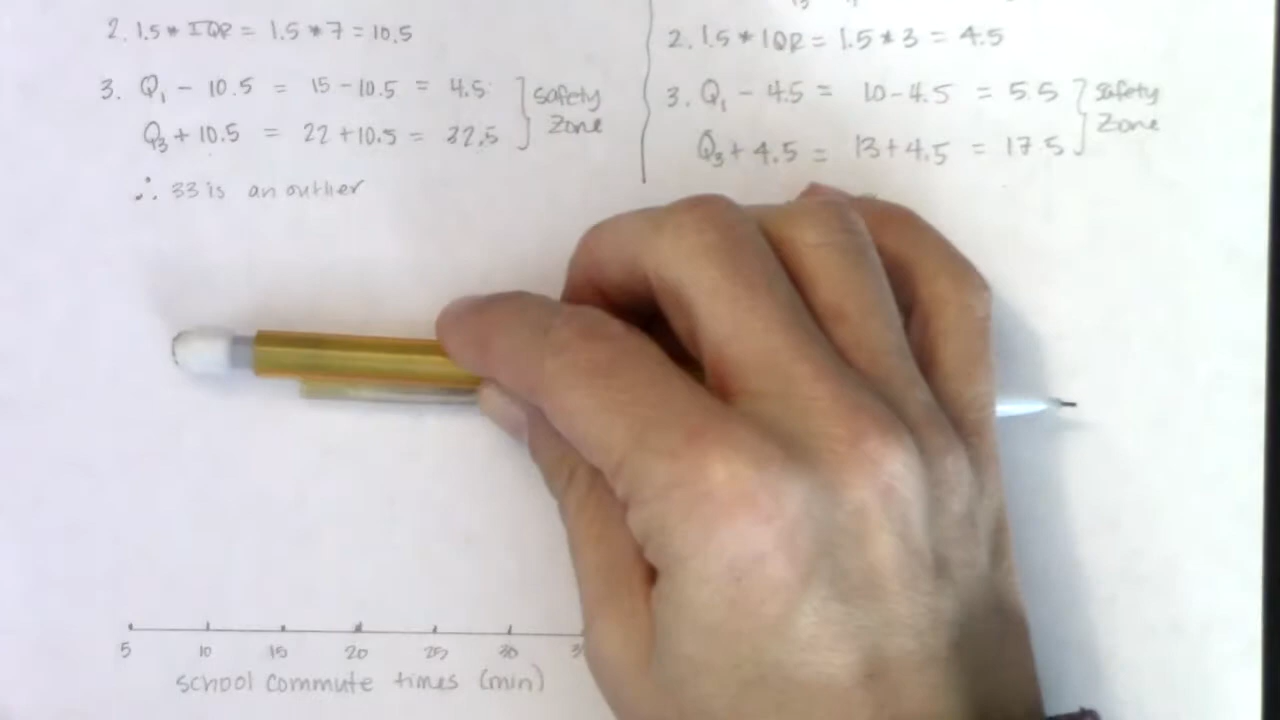 2. 1.5 * IQR = 1.5 * 7 = 10.5
3. Q₁ - 10.5 = 15 - 10.5 = 4.5
Q₃ + 10.5 = 22 + 10.5 = 32.5
Safety
Zone
∴ 33 is an outlier
2. 1.5 * IQR = 1.5 * 3 = 4.5
3. Q₁ - 4.5 = 10 - 4.5 = 5.5
Q₃ + 4.5 = 13 + 4.5 = 17.5
Safety
Zone
5 10 15 20 25 30
school commute times (min)